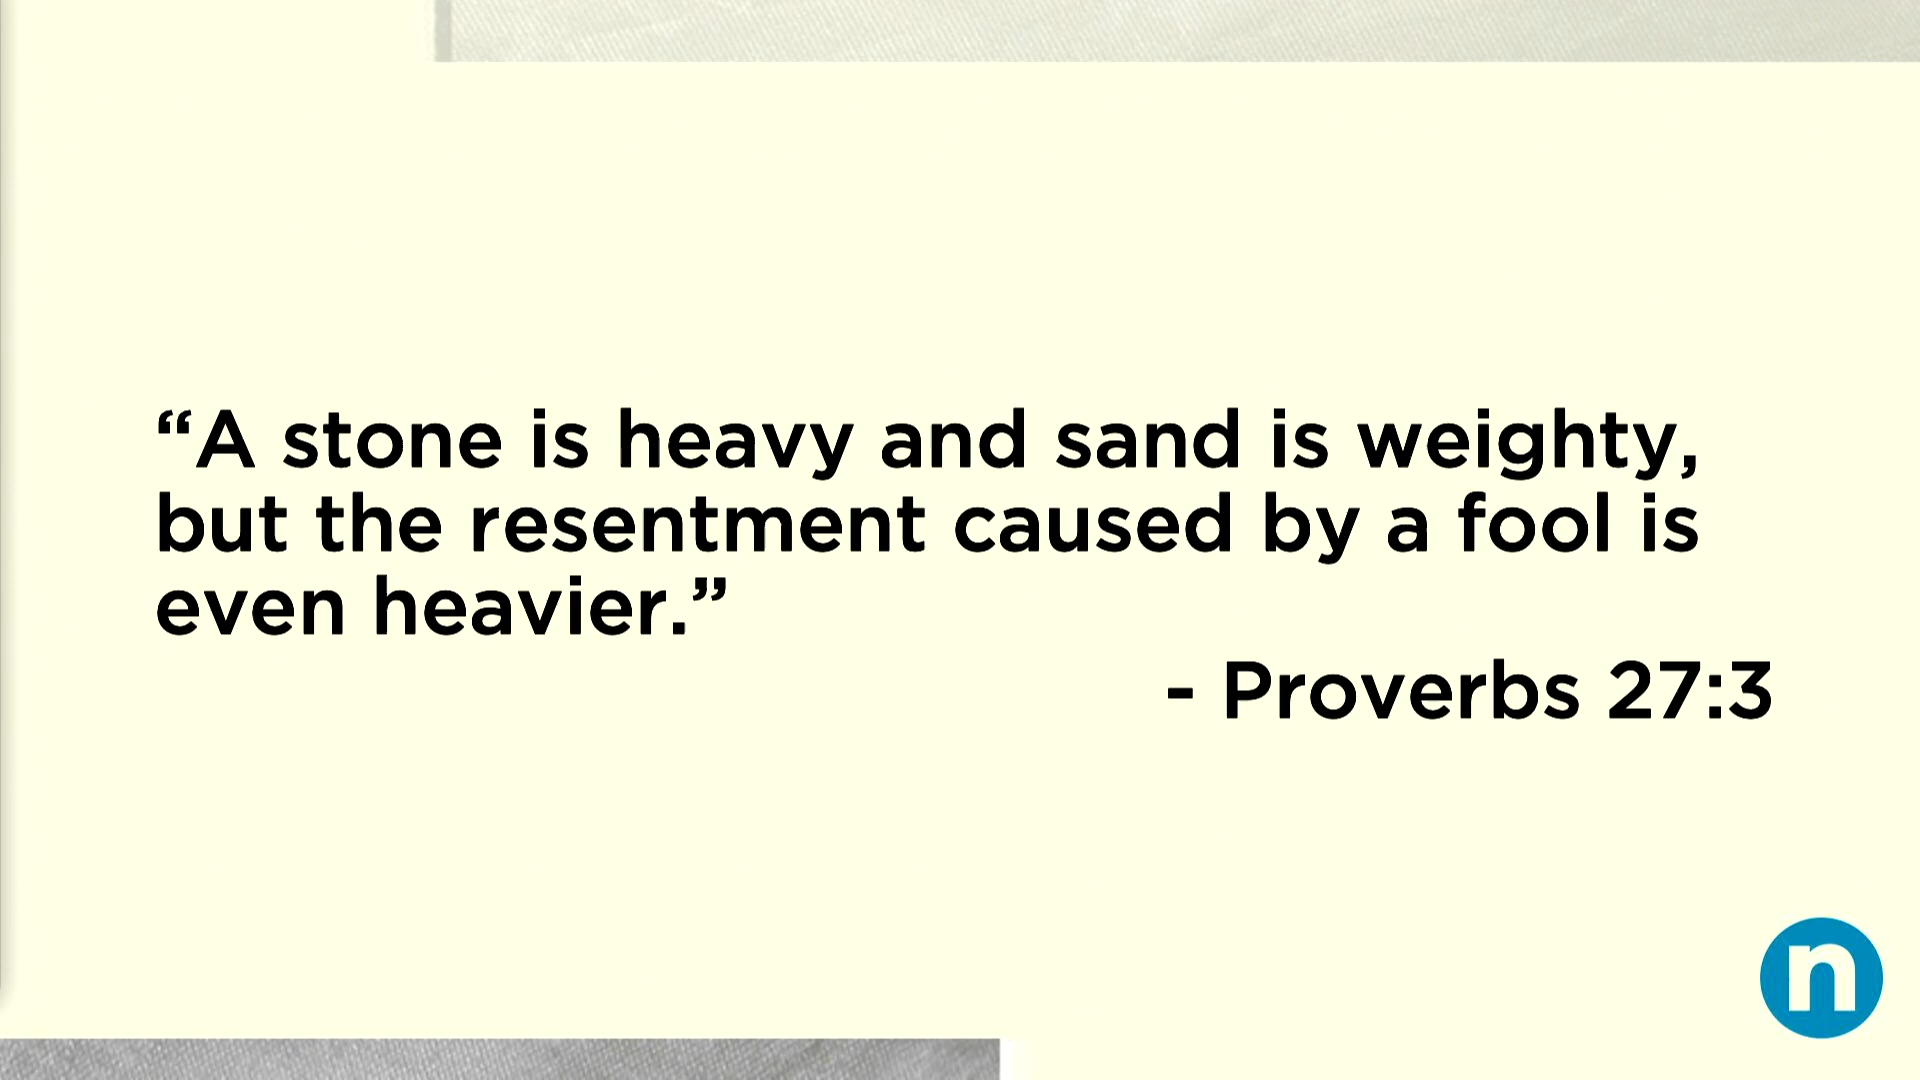 “A stone is heavy and sand is weighty,
but the resentment caused by a fool is
even heavier.”
- Proverbs 27:3
n